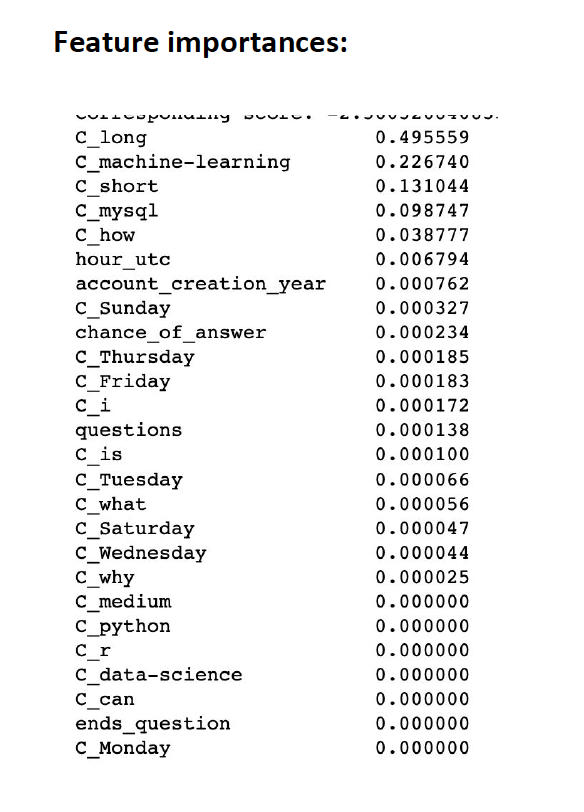 Feature importances:
Corresponding score:
C_long 0.495559
C_machine-learning 0.226740
C_short 0.131044
C_mysql 0.098747
C_how 0.038777
hour_utc 0.006794
account_creation_year 0.000762
C_Sunday 0.000327
chance_of_answer 0.000234
C_Thursday 0.000185
C_Friday 0.000183
C_i 0.000172
questions 0.000138
C_is 0.000100
C_Tuesday 0.000066
C_what 0.000056
C_Saturday 0.000047
C_Wednesday 0.000044
C_why 0.000025
C_medium 0.000000
C_python 0.000000
C_r 0.000000
C_data-science 0.000000
C_can 0.000000
ends_question 0.000000
C_Monday 0.000000